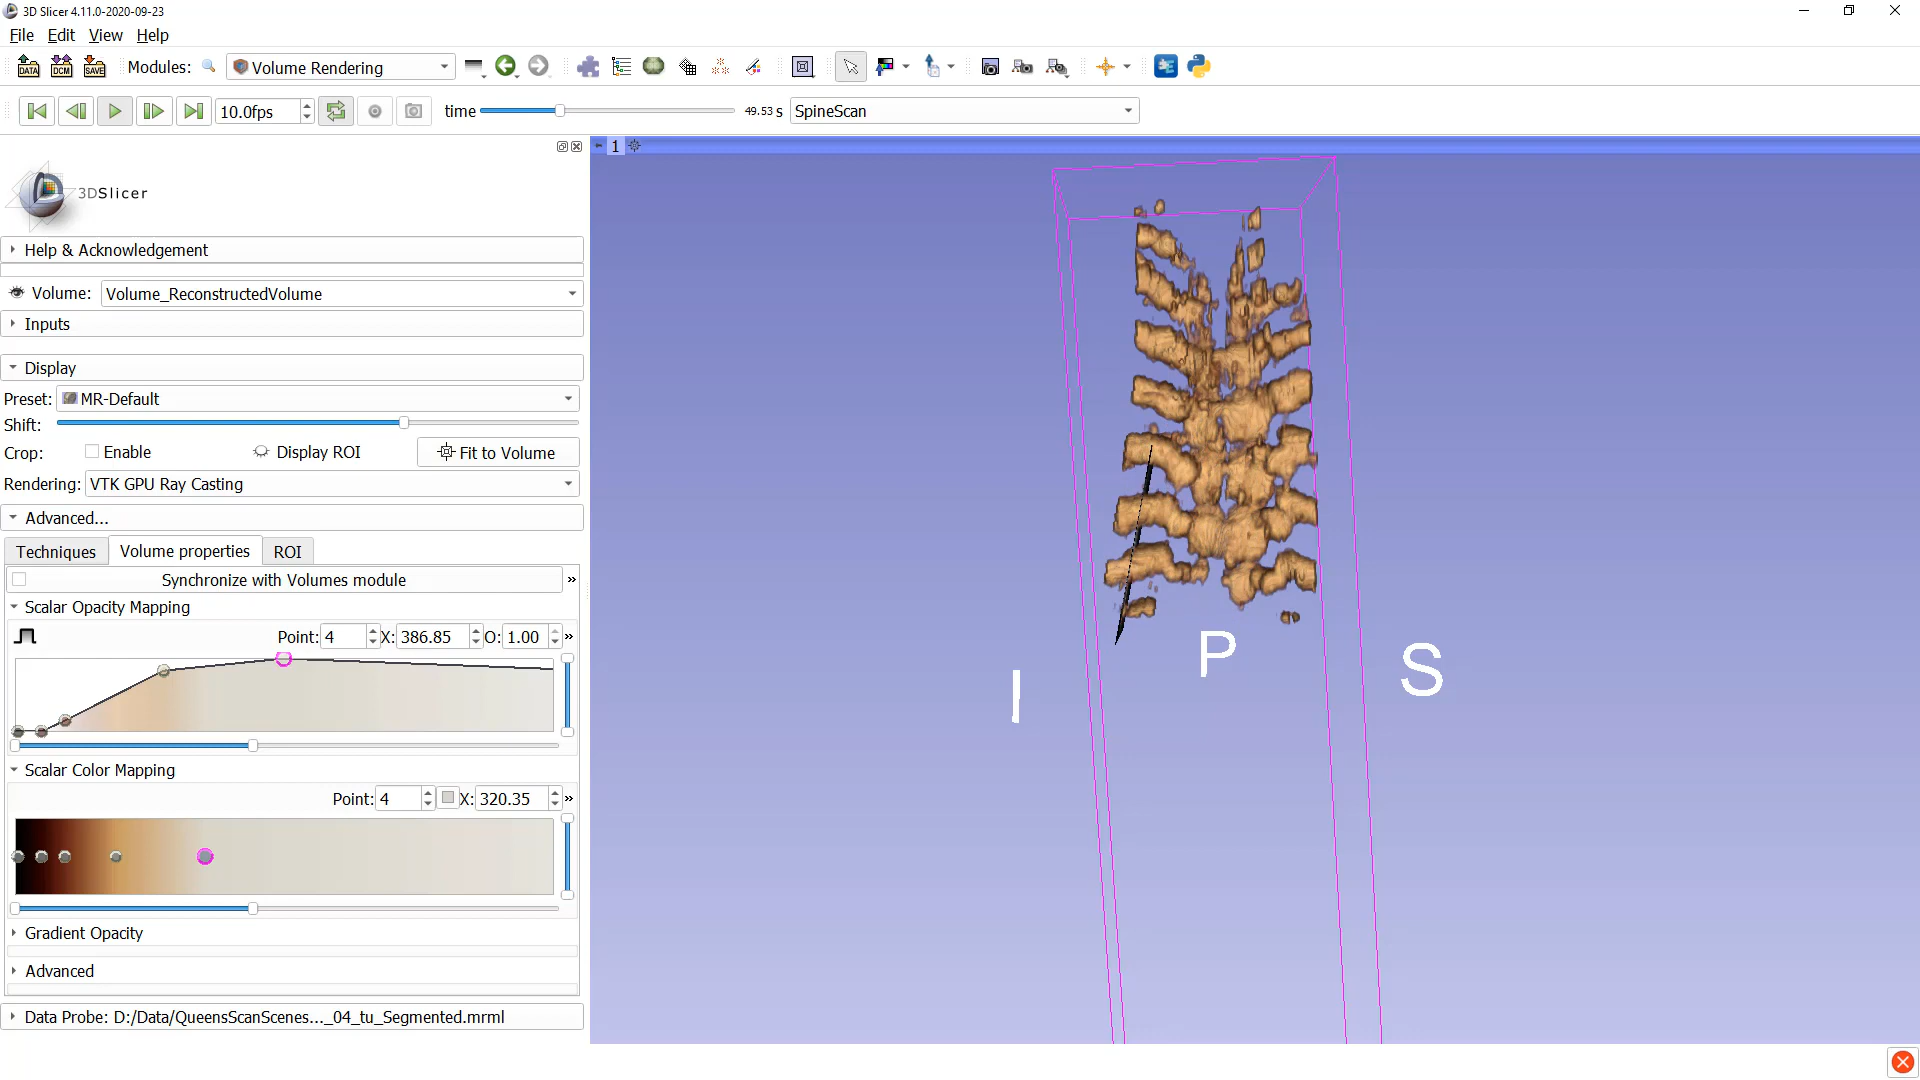 3D Slicer 4.11.0-2020-09-23
File Edit View Help
DATA DCM SAVE Modules: Volume Rendering
10.0fps time 49.53 s SpineScan
1
3DSlicer
Help & Acknowledgement
Volume: Volume_ReconstructedVolume
Inputs
Display
Preset: MR-Default
Shift:
Crop: Enable Display ROI Fit to Volume
Rendering: VTK GPU Ray Casting
Advanced...
Techniques Volume properties ROI
Synchronize with Volumes module »
Scalar Opacity Mapping
Point: 4 X: 386.85 O: 1.00 »
Scalar Color Mapping
Point: 4 X: 320.35 »
Gradient Opacity
Advanced
Data Probe: D:/Data/QueensScanScenes..._04_tu_Segmented.mrml
I P S